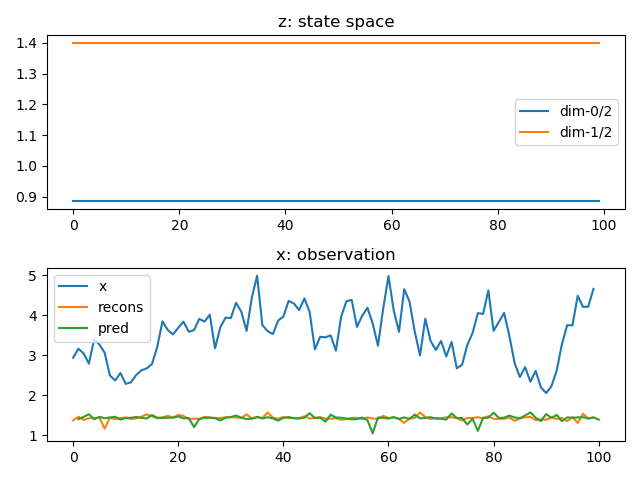 z: state space
1.4
1.3
1.2
1.1
1.0
0.9
dim-0/2
dim-1/2
0 20 40 60 80 100
x: observation
5
4
3
2
1
x
recons
pred
0 20 40 60 80 100